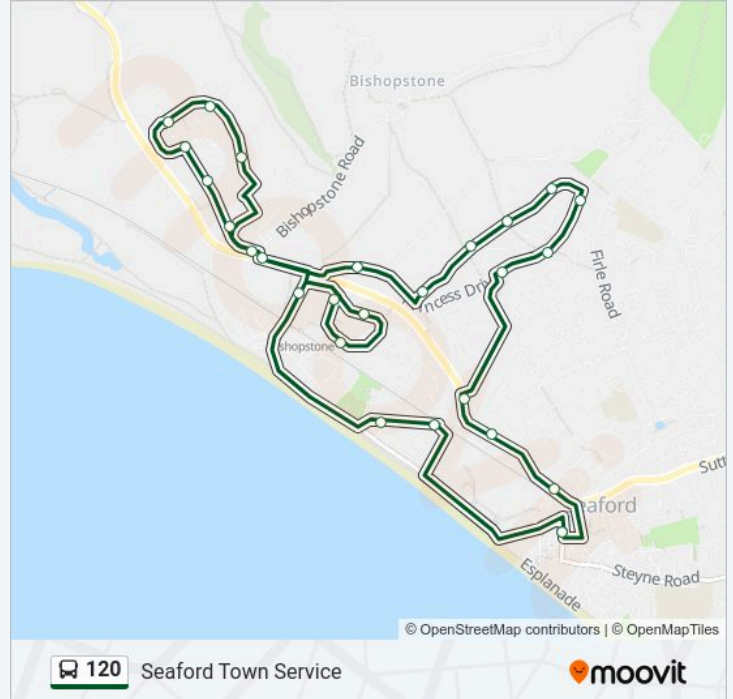 Bishopstone
Bishopstone Road
Firle Road
ncess Dri
shopstone
Sutt
eaford
Steyne Road
Esplanade
© OpenStreetMap contributors | © OpenMapTiles
120 Seaford Town Service
moovit